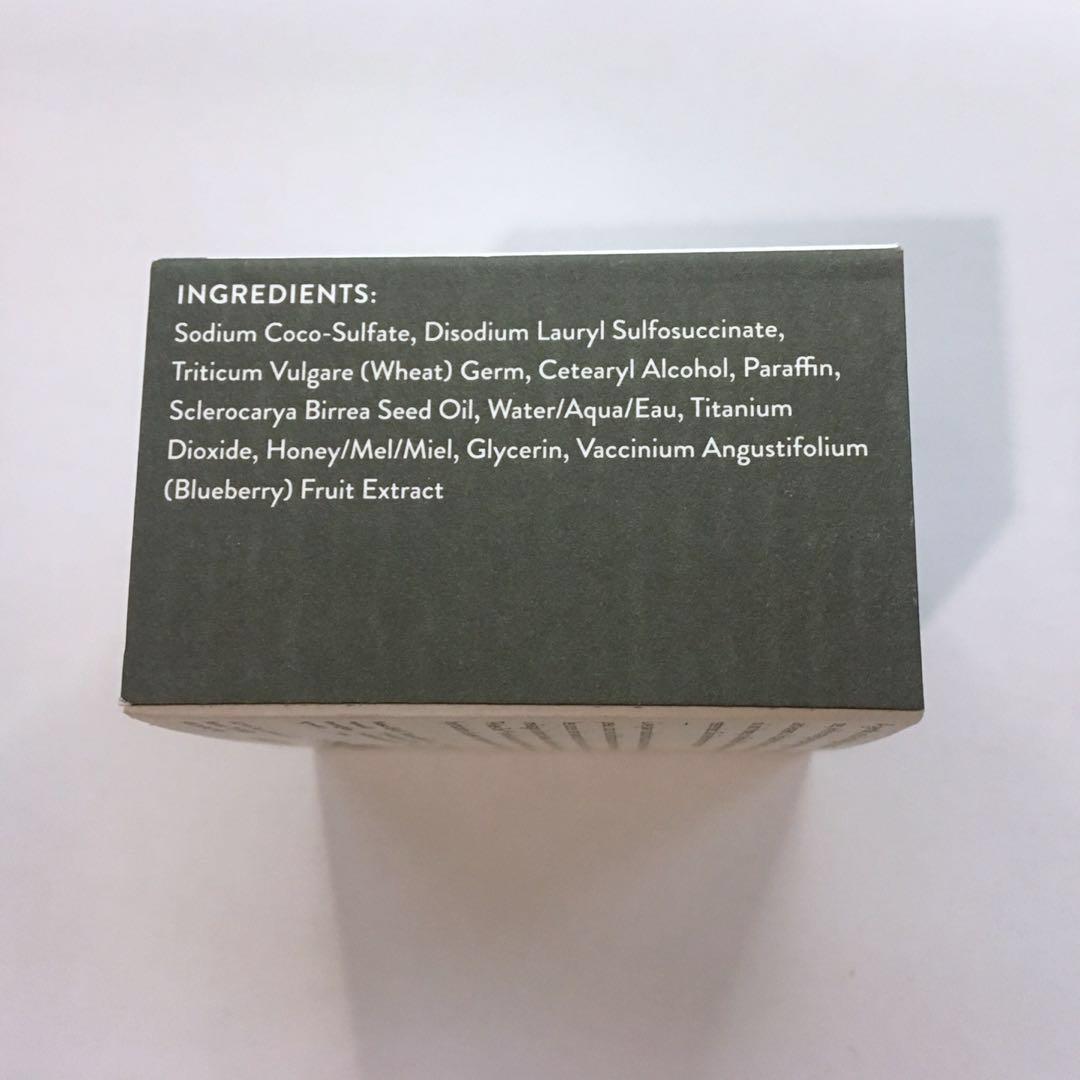 INGREDIENTS:
Sodium Coco-Sulfate, Disodium Lauryl Sulfosuccinate,
Triticum Vulgare (Wheat) Germ, Cetearyl Alcohol, Paraffin,
Sclerocarya Birrea Seed Oil, Water/Aqua/Eau, Titanium
Dioxide, Honey/Mel/Miel, Glycerin, Vaccinium Angustifolium
(Blueberry) Fruit Extract